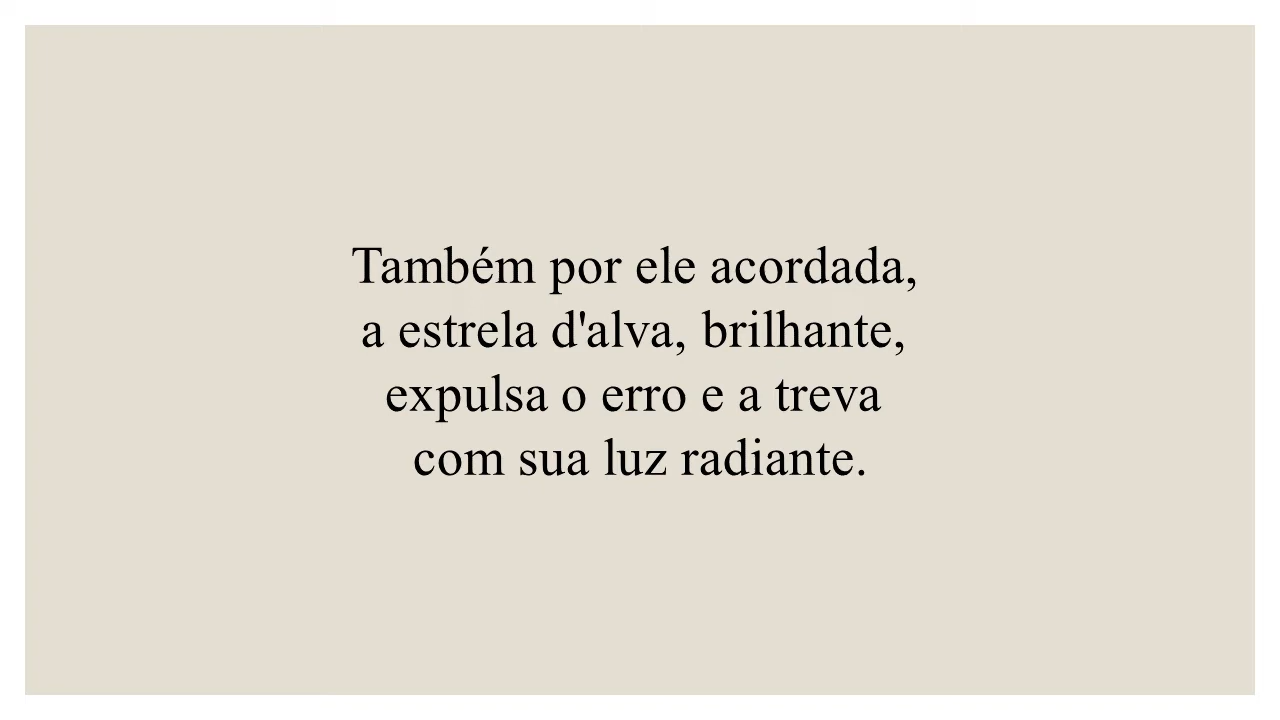 Também por ele acordada,
a estrela d'alva, brilhante,
expulsa o erro e a treva
com sua luz radiante.